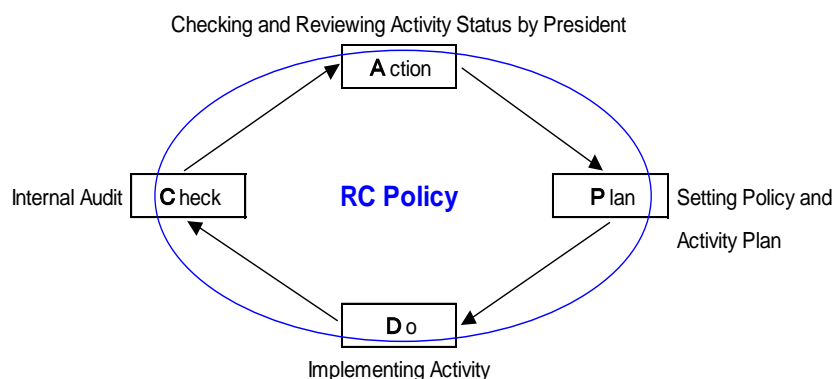 Checking and Reviewing Activity Status by President
Action
Internal Audit
Check
RC Policy
Plan
Setting Policy and
Activity Plan
Do
Implementing Activity